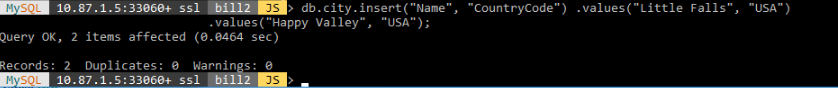 MySQL 10.87.1.5:33060+ ssl bill2 JS > db.city.insert("Name", "CountryCode") .values("Little Falls", "USA")
.values("Happy Valley", "USA");
Query OK, 2 items affected (0.0464 sec)
Records: 2 Duplicates: 0 Warnings: 0
MySQL 10.87.1.5:33060+ ssl bill2 JS >